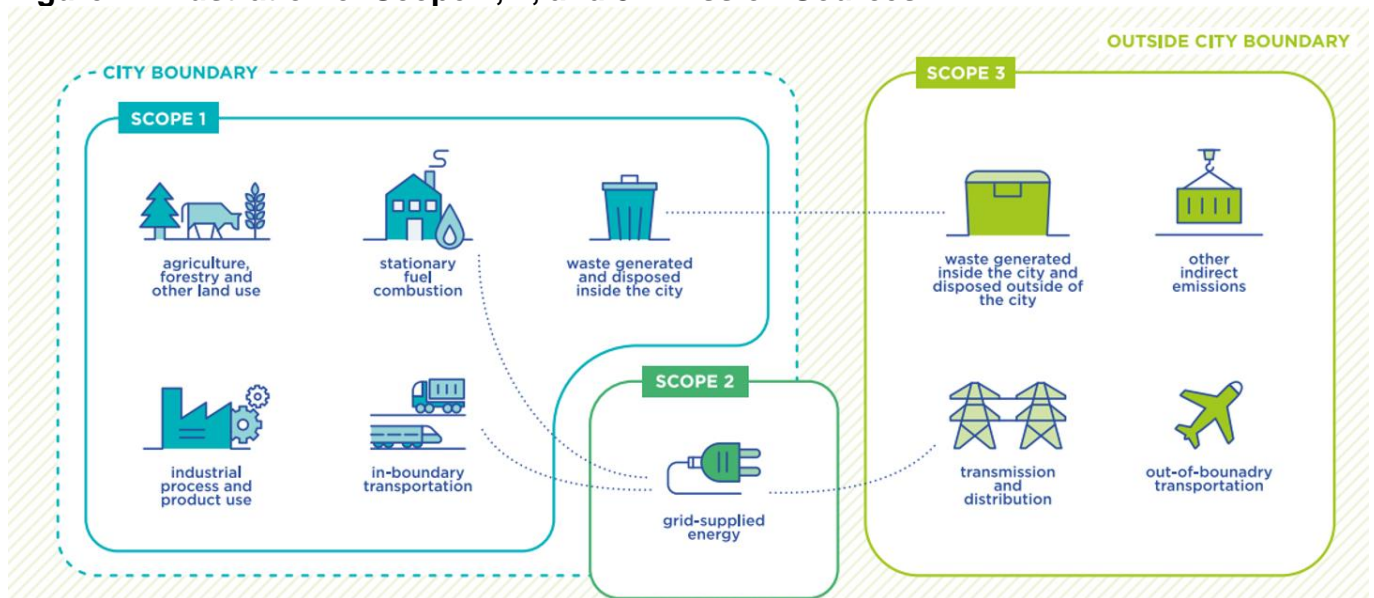 OUTSIDE CITY BOUNDARY
CITY BOUNDARY
SCOPE 3
SCOPE 1
agriculture,
forestry and
other land use
stationary
fuel
combustion
waste generated
and disposed
inside the city
waste generated
inside the city and
disposed outside of
the city
other
indirect
emissions
SCOPE 2
industrial
process and
product use
in-boundary
transportation
grid-supplied
energy
transmission
and
distribution
out-of-bounadry
transportation